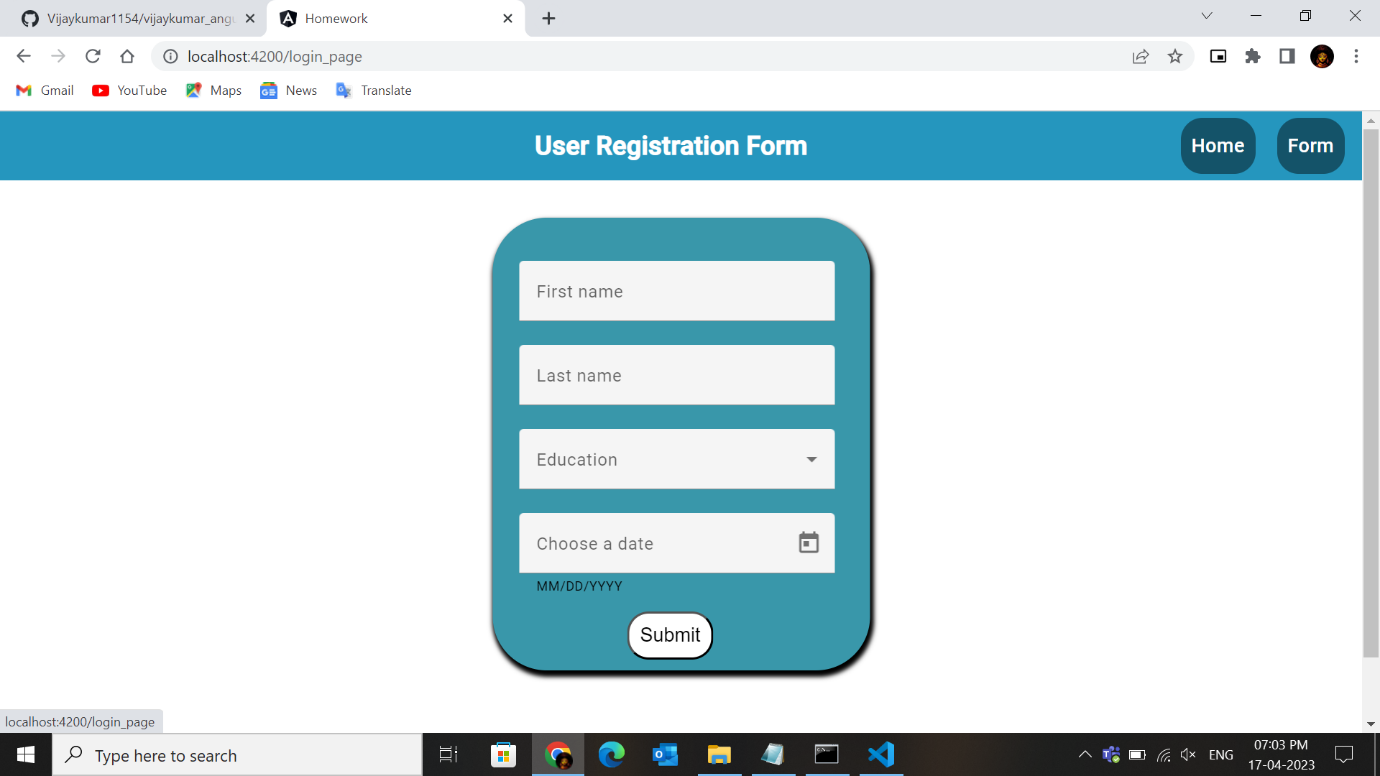 Vijaykumar1154/vijaykumar_angu
Homework
localhost:4200/login_page
Gmail
YouTube
Maps
News
Translate
User Registration Form
Home
Form
First name
Last name
Education
Choose a date
MM/DD/YYYY
Submit
localhost:4200/login_page
Type here to search
ENG
07:03 PM
17-04-2023